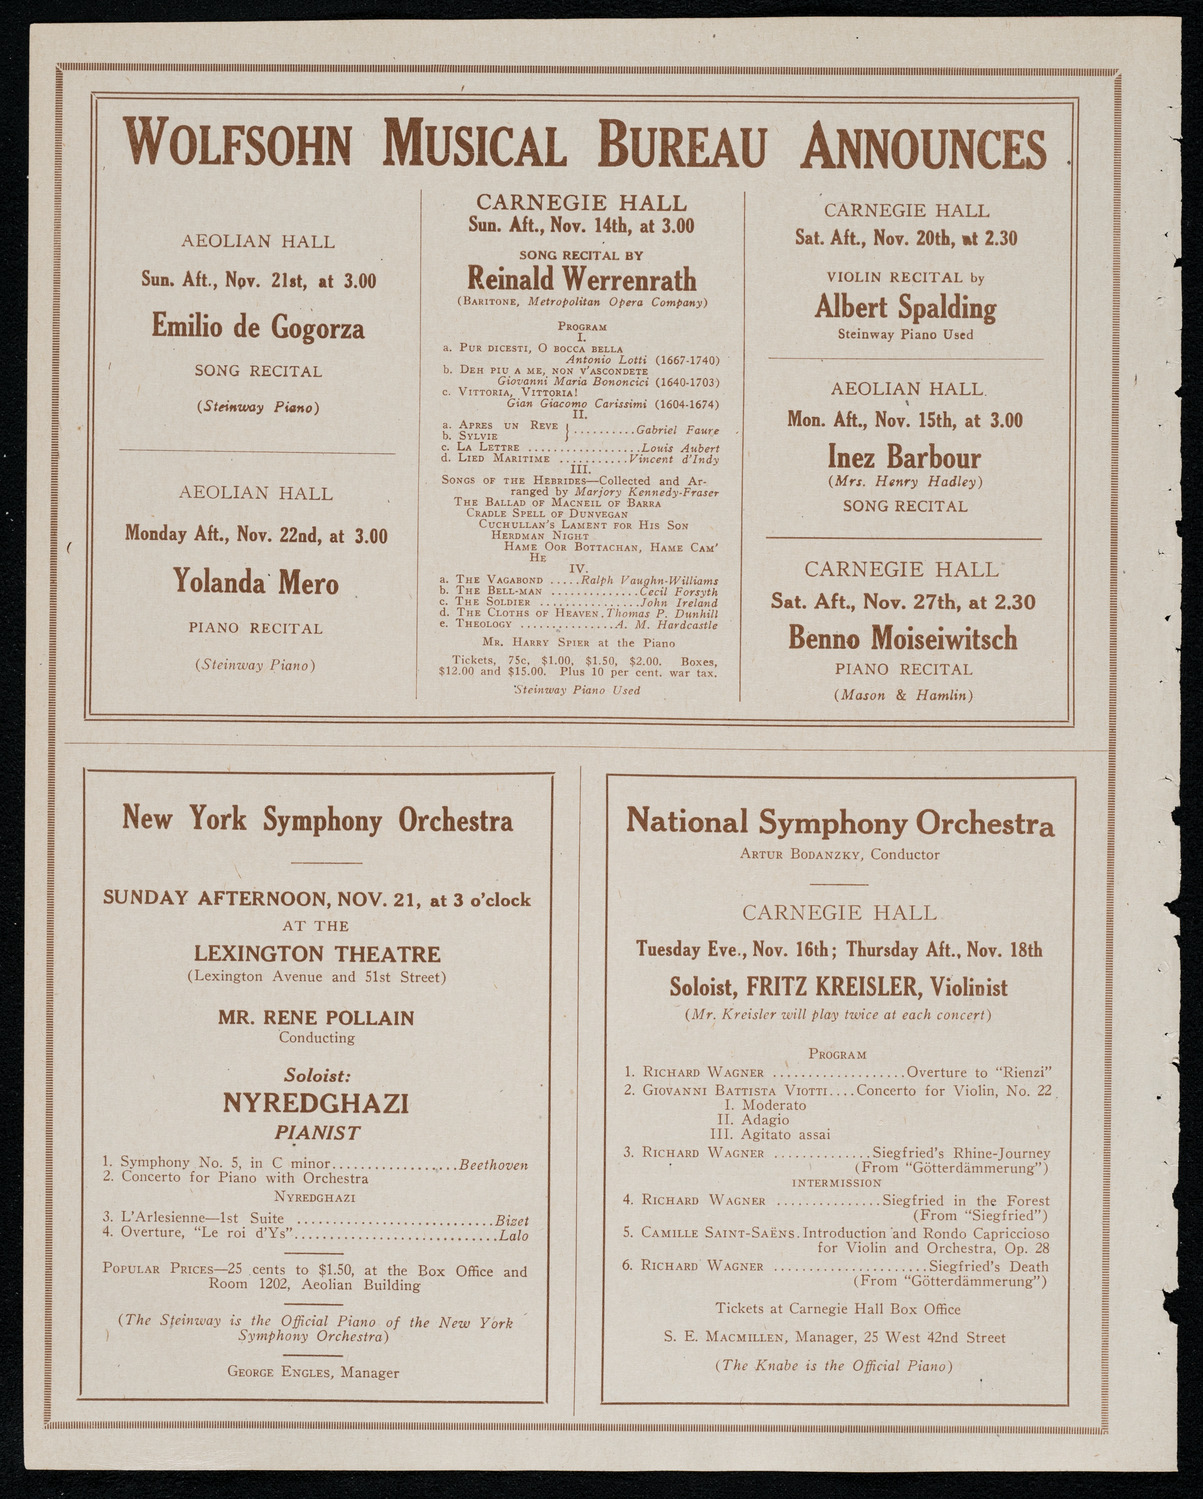 WOLFSOHN MUSICAL BUREAU ANNOUNCES
AEOLIAN HALL
Sun. Aft., Nov. 21st, at 3.00
Emilio de Gogorza
SONG RECITAL
(Steinway Piano)
AEOLIAN HALL
Monday Aft., Nov. 22nd, at 3.00
Yolanda Mero
PIANO RECITAL
(Steinway Piano)
CARNEGIE HALL
Sun. Aft., Nov. 14th, at 3.00
SONG RECITAL BY
Reinald Werrenrath
(BARITONE, Metropolitan Opera Company)
PROGRAM
I.
a. PUR DICESTI, O BOCCA BELLA
Antonio Lotti (1667-1740)
b. DEH PIU A ME, NON V'ASCONDETE
Giovanni Maria Bononcici (1640-1703)
c. VITTORIA, VITTORIA!
Gian Giacomo Carissimi (1604-1674)
II.
a. APRES UN REVE
b. SYLVIE } ..........Gabriel Faure
c. LA LETTRE .................Louis Aubert
d. LIED MARITIME ...........Vincent d'Indy
III.
SONGS OF THE HEBRIDES—Collected and Ar-
ranged by Marjory Kennedy-Fraser
THE BALLAD OF MACNEIL OF BARRA
CRADLE SPELL OF DUNVEGAN
CUCHULLAN'S LAMENT FOR HIS SON
HERDMAN NIGHT
HAME OOR BOTTACHAN, HAME CAM'
HE
IV.
a. THE VAGABOND .....Ralph Vaughn-Williams
b. THE BELL-MAN .............Cecil Forsyth
c. THE SOLDIER ...............John Ireland
d. THE CLOTHS OF HEAVEN.Thomas P. Dunhill
e. THEOLOGY ..............A. M. Hardcastle
MR. HARRY SPIER at the Piano
Tickets, 75c, $1.00, $1.50, $2.00. Boxes,
$12.00 and $15.00. Plus 10 per cent. war tax.
Steinway Piano Used
CARNEGIE HALL
Sat. Aft., Nov. 20th, at 2.30
VIOLIN RECITAL by
Albert Spalding
Steinway Piano Used
AEOLIAN HALL
Mon. Aft., Nov. 15th, at 3.00
Inez Barbour
(Mrs. Henry Hadley)
SONG RECITAL
CARNEGIE HALL
Sat. Aft., Nov. 27th, at 2.30
Benno Moiseiwitsch
PIANO RECITAL
(Mason & Hamlin)
New York Symphony Orchestra
SUNDAY AFTERNOON, NOV. 21, at 3 o'clock
AT THE
LEXINGTON THEATRE
(Lexington Avenue and 51st Street)
MR. RENE POLLAIN
Conducting
Soloist:
NYREDGHAZI
PIANIST
1. Symphony No. 5, in C minor................Beethoven
2. Concerto for Piano with Orchestra
NYREDGHAZI
3. L'Arlesienne—1st Suite .........................Bizet
4. Overture, "Le roi d'Ys"..........................Lalo
POPULAR PRICES—25 cents to $1.50, at the Box Office and
Room 1202, Aeolian Building
(The Steinway is the Official Piano of the New York
Symphony Orchestra)
GEORGE ENGLES, Manager
National Symphony Orchestra
ARTUR BODANZKY, Conductor
CARNEGIE HALL
Tuesday Eve., Nov. 16th; Thursday Aft., Nov. 18th
Soloist, FRITZ KREISLER, Violinist
(Mr. Kreisler will play twice at each concert)
PROGRAM
1. RICHARD WAGNER ...................Overture to "Rienzi"
2. GIOVANNI BATTISTA VIOTTI....Concerto for Violin, No. 22
I. Moderato
II. Adagio
III. Agitato assai
3. RICHARD WAGNER ..............Siegfried's Rhine-Journey
(From "Götterdämmerung")
INTERMISSION
4. RICHARD WAGNER ...............Siegfried in the Forest
(From "Siegfried")
5. CAMILLE SAINT-SAËNS.Introduction and Rondo Capriccioso
for Violin and Orchestra, Op. 28
6. RICHARD WAGNER ......................Siegfried's Death
(From "Götterdämmerung")
Tickets at Carnegie Hall Box Office
S. E. MACMILLEN, Manager, 25 West 42nd Street
(The Knabe is the Official Piano)